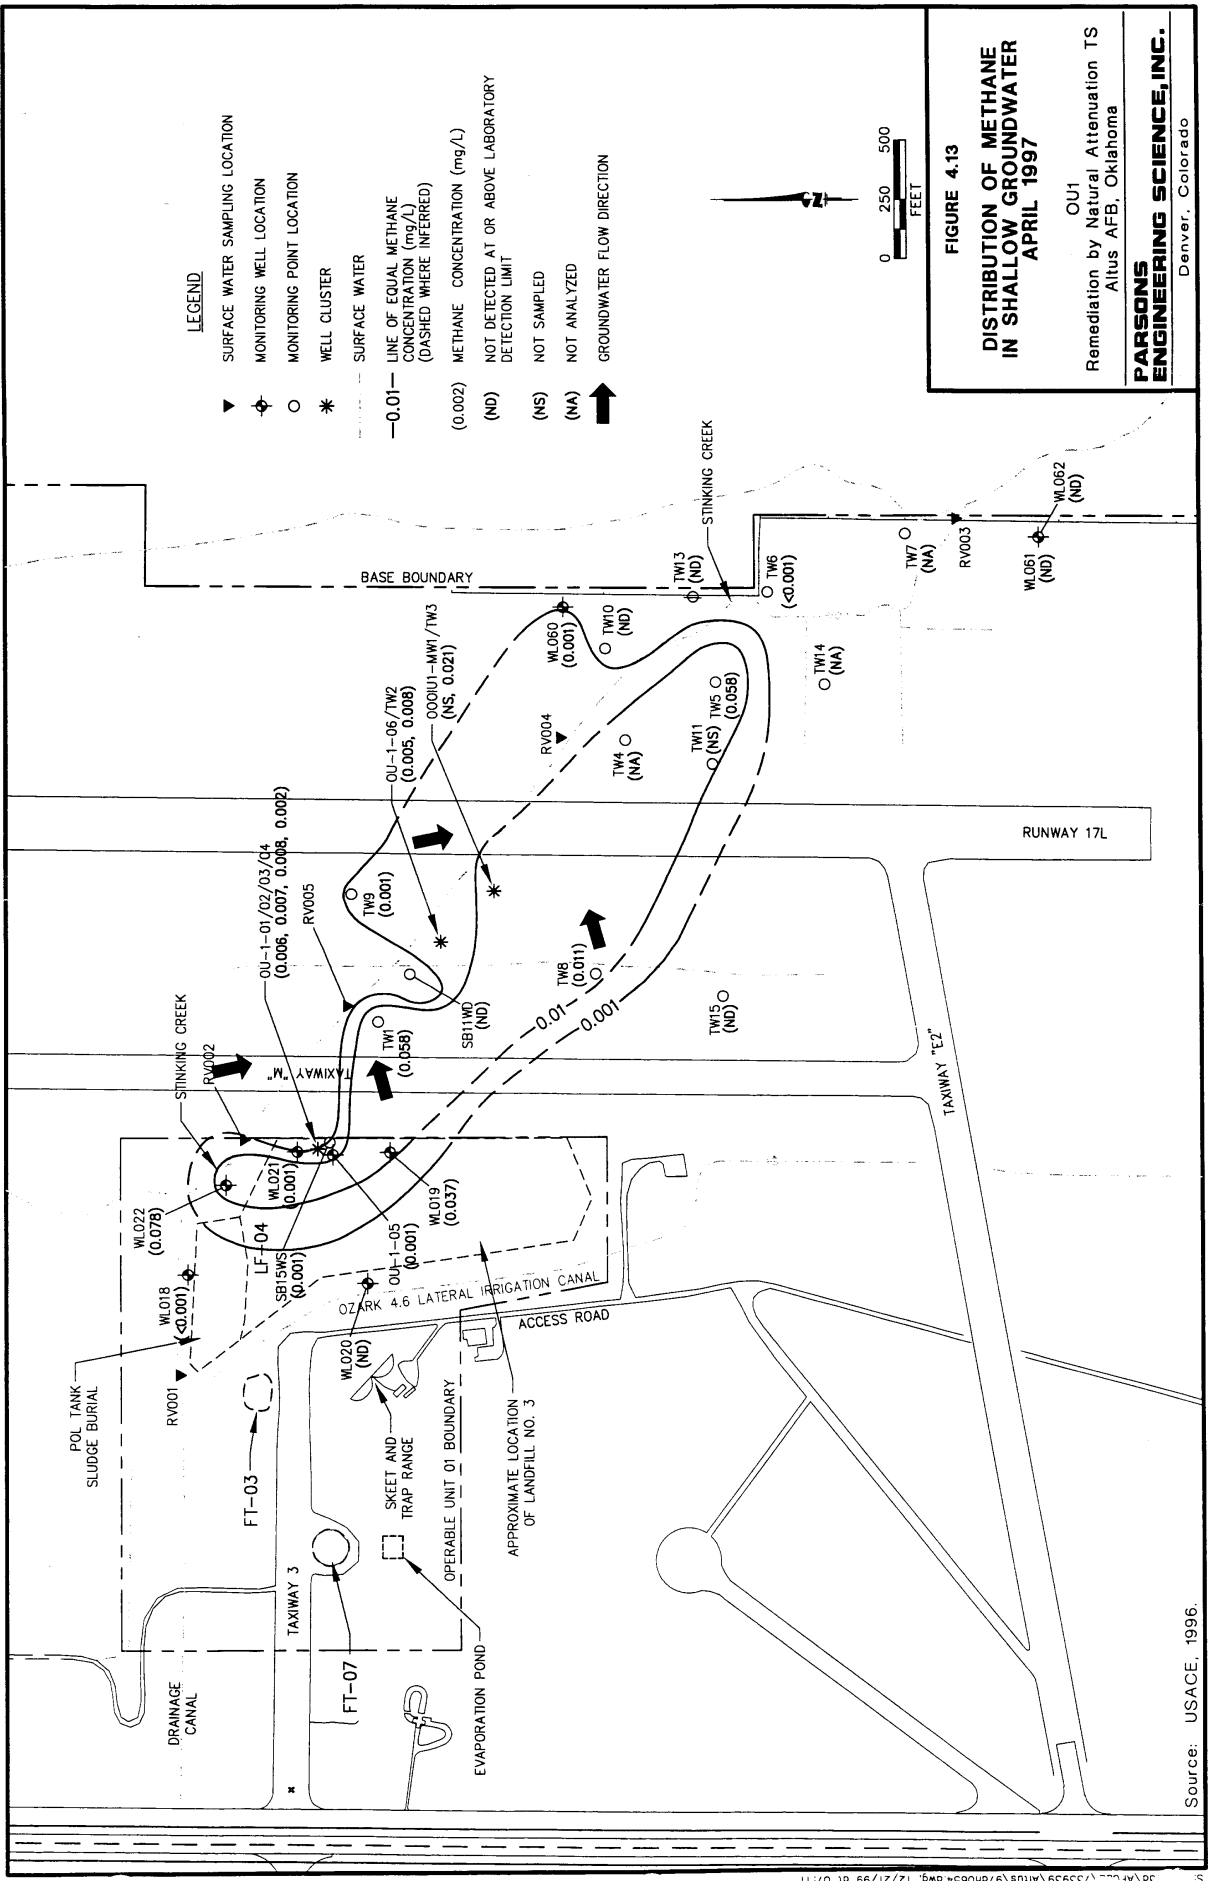 LEGEND
SURFACE WATER SAMPLING LOCATION
MONITORING WELL LOCATION
MONITORING POINT LOCATION
WELL CLUSTER
SURFACE WATER
—0.01— LINE OF EQUAL METHANE
CONCENTRATION (mg/L)
(DASHED WHERE INFERRED)
(0.002) METHANE CONCENTRATION (mg/L)
(ND) NOT DETECTED AT OR ABOVE LABORATORY
DETECTION LIMIT
(NS) NOT SAMPLED
(NA) NOT ANALYZED
GROUNDWATER FLOW DIRECTION
N
0 250 500
FEET
FIGURE 4.13
DISTRIBUTION OF METHANE
IN SHALLOW GROUNDWATER
APRIL 1997
OU1
Remediation by Natural Attenuation TS
Altus AFB, Oklahoma
PARSONS
ENGINEERING SCIENCE, INC.
Denver, Colorado
BASE BOUNDARY
STINKING CREEK
TW13
(ND)
TW6
(<0.001)
TW7
(NA)
RV003
WL061
(ND)
WL062
(ND)
WL060
(0.001)
TW10
(ND)
TW14
(NA)
TW5
(0.058)
TW11
(NS)
TW4
(NA)
RV004
000IU1-MW1/TW3
(NS, 0.021)
OU-1-06/TW2
(0.005, 0.008)
OU-1-01/02/03/04
(0.006, 0.007, 0.008, 0.002)
RV005
TW9
(0.001)
RUNWAY 17L
STINKING CREEK
RV002
TAXIWAY "M"
TW1
(0.058)
SB11WD
(ND)
TW8
(0.011)
0.01
0.001
TW15
(ND)
TAXIWAY "E2"
WL022
(0.078)
WL021
(0.001)
WL019
(0.037)
LF-04
SB15WS
(0.001)
OU-1-05
(0.001)
WL018
(<0.001)
WL020
(ND)
OZARK 4.6 LATERAL IRRIGATION CANAL
ACCESS ROAD
POL TANK
SLUDGE BURIAL
RV001
FT-03
SKEET AND
TRAP RANGE
OPERABLE UNIT 01 BOUNDARY
APPROXIMATE LOCATION
OF LANDFILL NO. 3
TAXIWAY 3
DRAINAGE
CANAL
FT-07
EVAPORATION POND
Source: USACE, 1996.